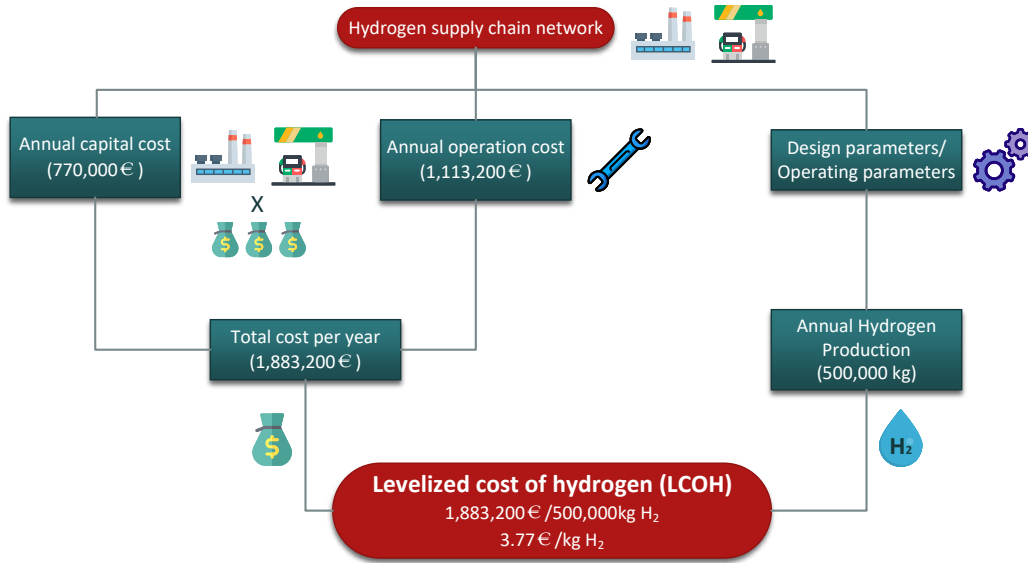 Hydrogen supply chain network
Annual capital cost
(770,000€)
X
$ $ $
Annual operation cost
(1,113,200€)
Design parameters/
Operating parameters
Total cost per year
(1,883,200€)
$
Annual Hydrogen
Production
(500,000 kg)
H₂
Levelized cost of hydrogen (LCOH)
1,883,200€/500,000kg H₂
3.77€/kg H₂